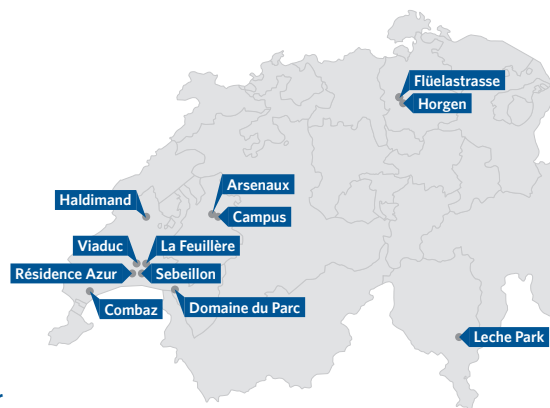 Flüelastrasse
Horgen
Arsenaux
Haldimand
Campus
Viaduc
La Feuillère
Résidence Azur
Sebeillon
Combaz
Domaine du Parc
Leche Park